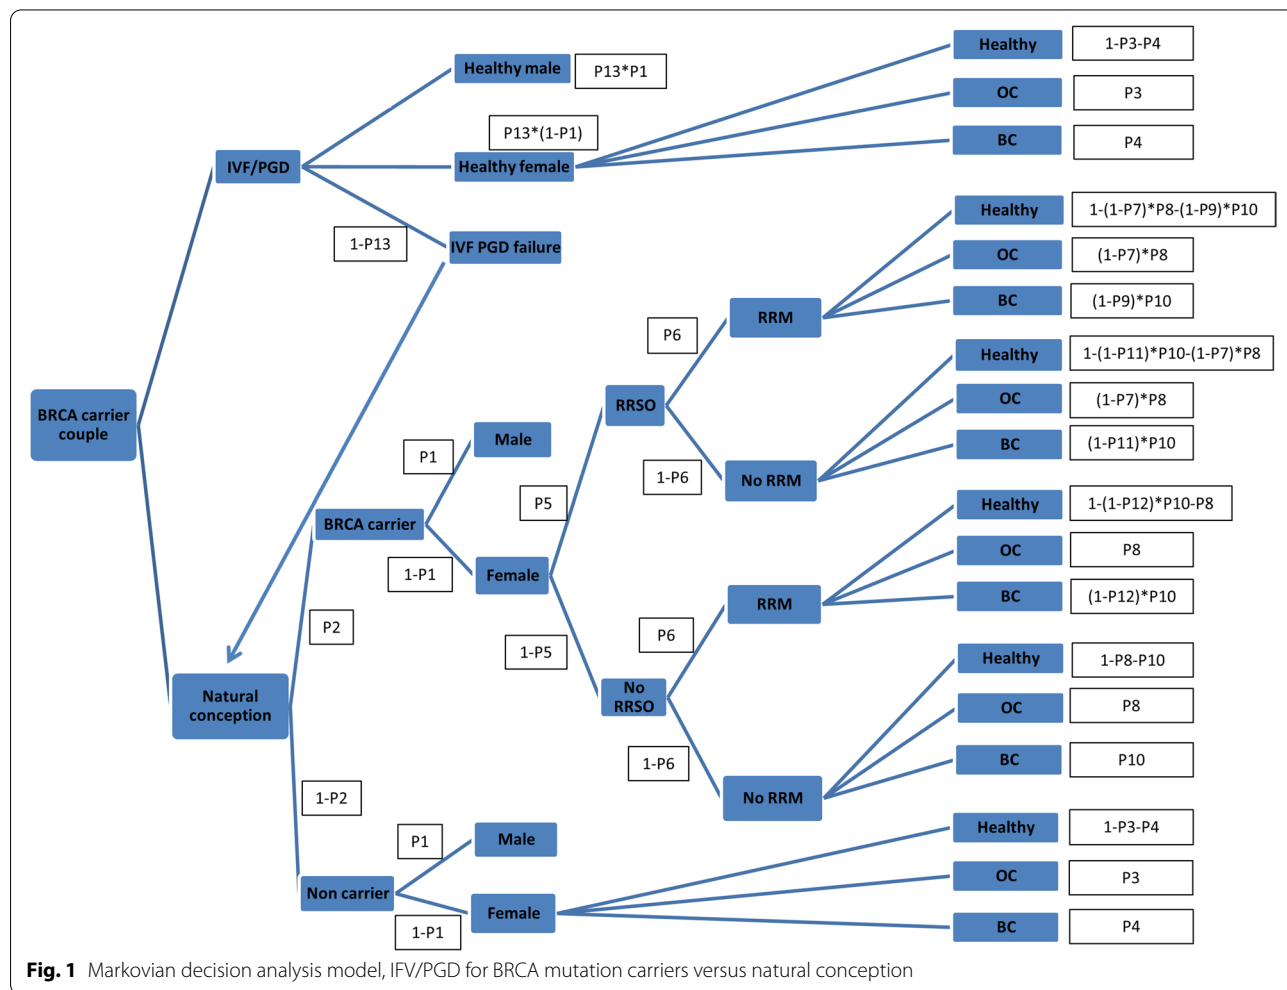 Healthy
1-P3-P4
Healthy male
P13*P1
OC
P3
P13*(1-P1)
BC
P4
IVF/PGD
Healthy female
Healthy
1-(1-P7)*P8-(1-P9)*P10
1-P13
IVF PGD failure
OC
(1-P7)*P8
BC
(1-P9)*P10
RRM
P6
Healthy
1-(1-P11)*P10-(1-P7)*P8
BRCA carrier
couple
RRSO
OC
(1-P7)*P8
Male
BC
(1-P11)*P10
P1
1-P6
No RRM
P5
Healthy
1-(1-P12)*P10-P8
BRCA carrier
OC
P8
1-P1
Female
RRM
BC
(1-P12)*P10
P2
P6
1-P5
Healthy
1-P8-P10
Natural
conception
No
RRSO
OC
P8
1-P6
BC
P10
1-P2
No RRM
P1
Male
Healthy
1-P3-P4
Non carrier
OC
P3
Female
1-P1
BC
P4
Fig. 1 Markovian decision analysis model, IFV/PGD for BRCA mutation carriers versus natural conception